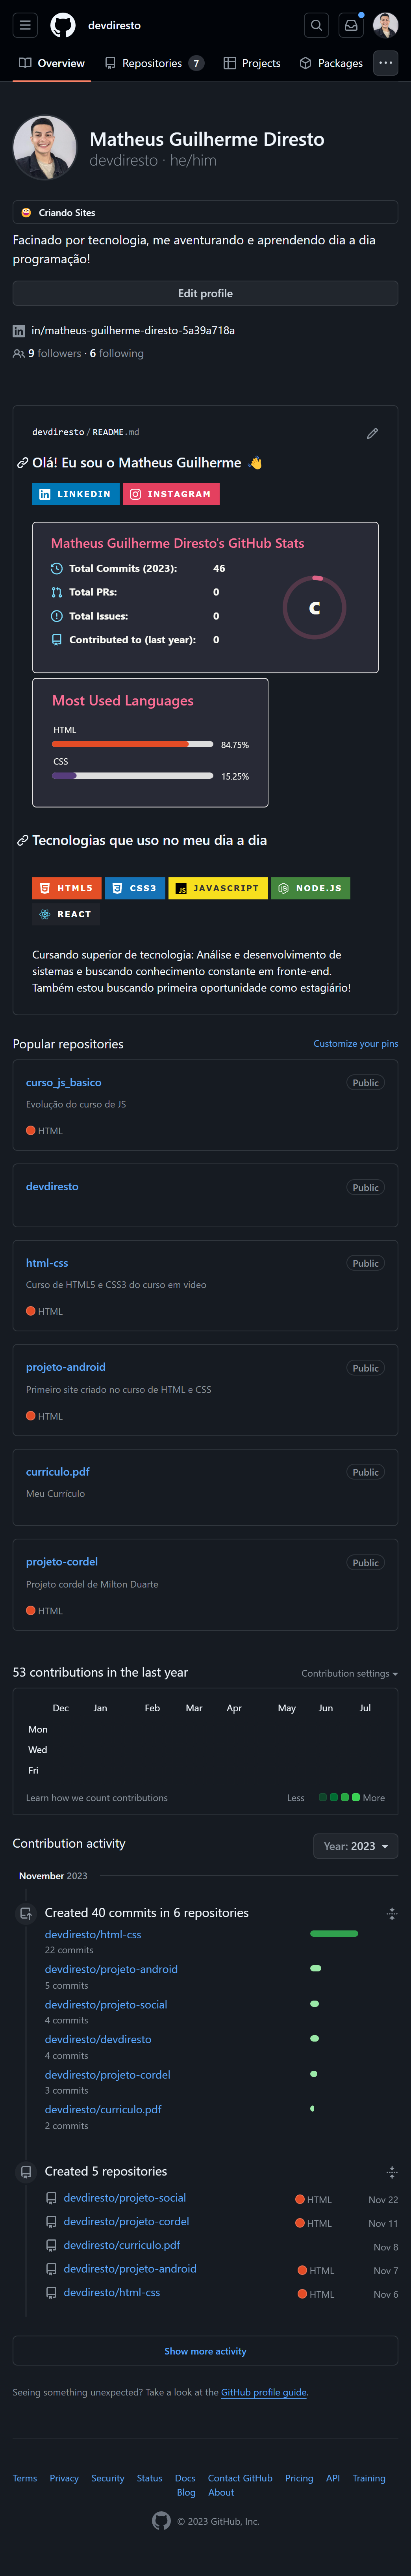 devdiresto
Overview
Repositories 7
Projects
Packages
Matheus Guilherme Diresto
devdiresto · he/him
Criando Sites
Facinado por tecnologia, me aventurando e aprendendo dia a dia
programação!
Edit profile
in/matheus-guilherme-diresto-5a39a718a
9 followers · 6 following
devdiresto / README.md
Olá! Eu sou o Matheus Guilherme 👋
LINKEDIN
INSTAGRAM
Matheus Guilherme Diresto's GitHub Stats
Total Commits (2023): 46
Total PRs: 0
Total Issues: 0
Contributed to (last year): 0
C
Most Used Languages
HTML
84.75%
CSS
15.25%
Tecnologias que uso no meu dia a dia
HTML5
CSS3
JAVASCRIPT
NODE.JS
REACT
Cursando superior de tecnologia: Análise e desenvolvimento de
sistemas e buscando conhecimento constante em fronte-end.
Também estou buscando primeira oportunidade como estagiário!
Popular repositories
Customize your pins
curso_js_basico
Public
Evolução do curso de JS
HTML
devdiresto
Public
html-css
Public
Curso de HTML5 e CSS3 do curso em video
HTML
projeto-android
Public
Primeiro site criado no curso de HTML e CSS
HTML
curriculo.pdf
Public
Meu Currículo
projeto-cordel
Public
Projeto cordel de Milton Duarte
HTML
53 contributions in the last year
Contribution settings
Dec Jan Feb Mar Apr May Jun Jul
Mon
Wed
Fri
Learn how we count contributions
Less
More
Contribution activity
Year: 2023
November 2023
Created 40 commits in 6 repositories
devdiresto/html-css
22 commits
devdiresto/projeto-android
5 commits
devdiresto/projeto-social
4 commits
devdiresto/devdiresto
4 commits
devdiresto/projeto-cordel
3 commits
devdiresto/curriculo.pdf
2 commits
Created 5 repositories
devdiresto/projeto-social HTML Nov 22
devdiresto/projeto-cordel HTML Nov 11
devdiresto/curriculo.pdf Nov 8
devdiresto/projeto-android HTML Nov 7
devdiresto/html-css HTML Nov 6
Show more activity
Seeing something unexpected? Take a look at the GitHub profile guide.
Terms Privacy Security Status Docs Contact GitHub Pricing API Training
Blog About
© 2023 GitHub, Inc.